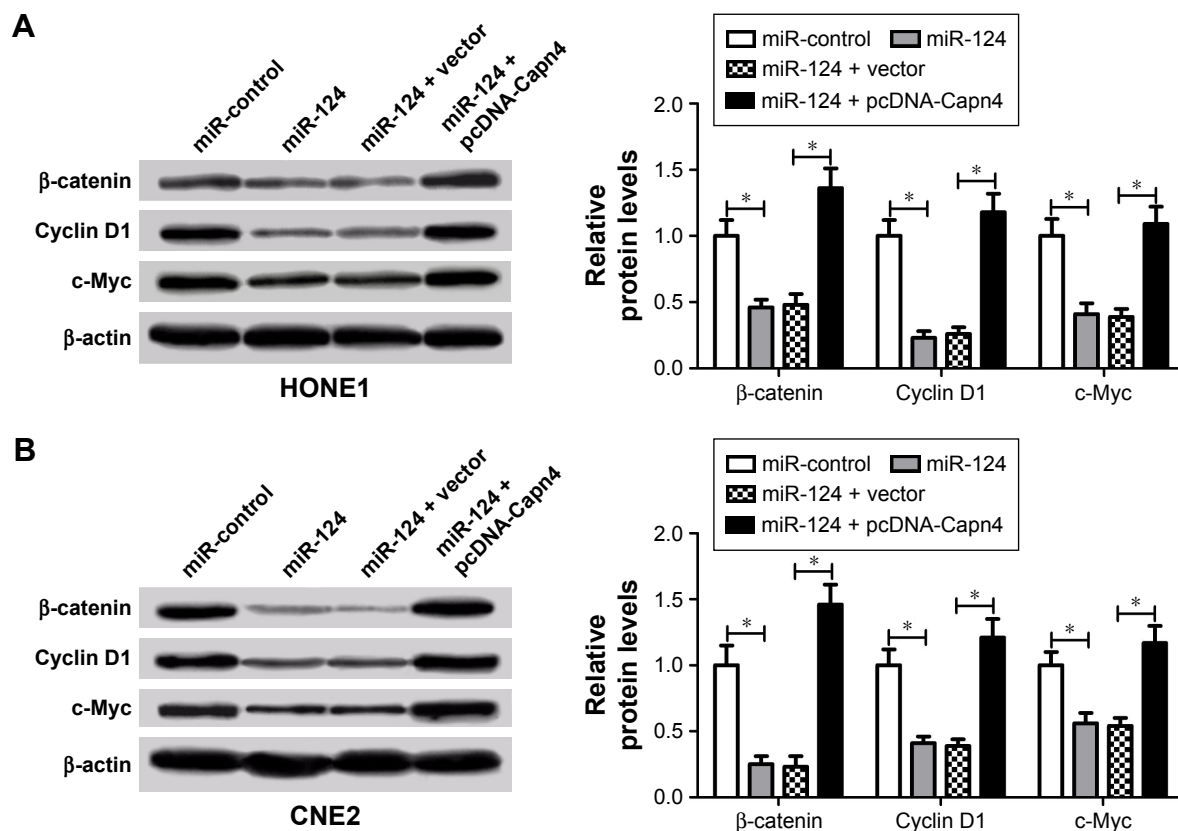 A
miR-control
miR-124
miR-124 + vector
miR-124 +
pcDNA-Capn4
β-catenin
Cyclin D1
c-Myc
β-actin
HONE1
miR-control miR-124
miR-124 + vector
miR-124 + pcDNA-Capn4
Relative
protein levels
2.0
1.5
1.0
0.5
0.0
* * * * * *
β-catenin Cyclin D1 c-Myc
B
miR-control
miR-124
miR-124 + vector
miR-124 +
pcDNA-Capn4
β-catenin
Cyclin D1
c-Myc
β-actin
CNE2
miR-control miR-124
miR-124 + vector
miR-124 + pcDNA-Capn4
Relative
protein levels
2.0
1.5
1.0
0.5
0.0
* * * * * *
β-catenin Cyclin D1 c-Myc